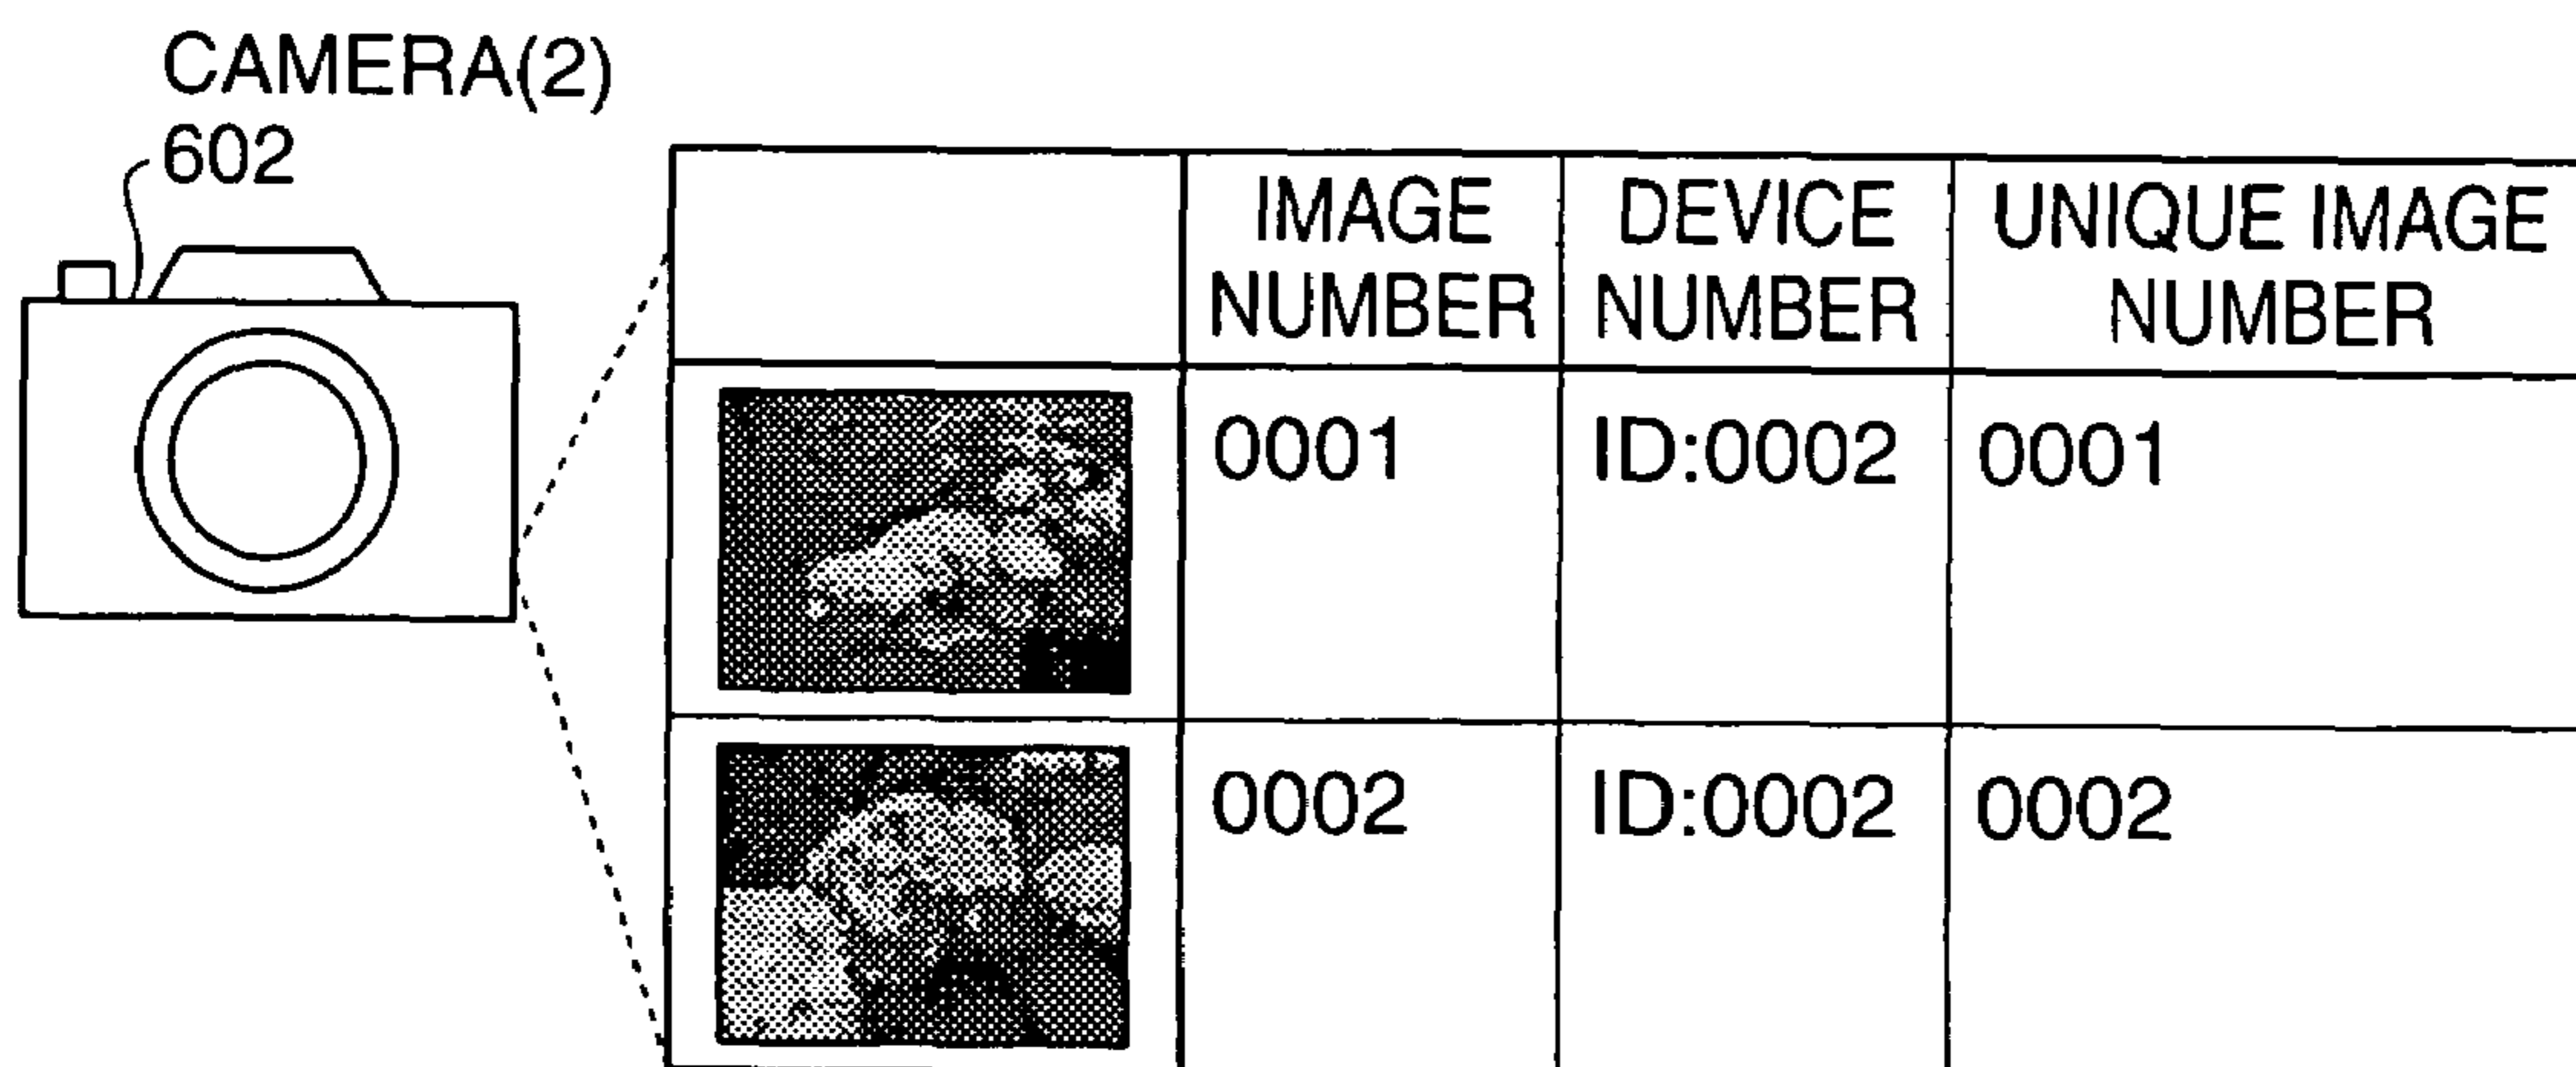 CAMERA(2)
602
IMAGE NUMBER DEVICE NUMBER UNIQUE IMAGE NUMBER
0001 ID:0002 0001
0002 ID:0002 0002